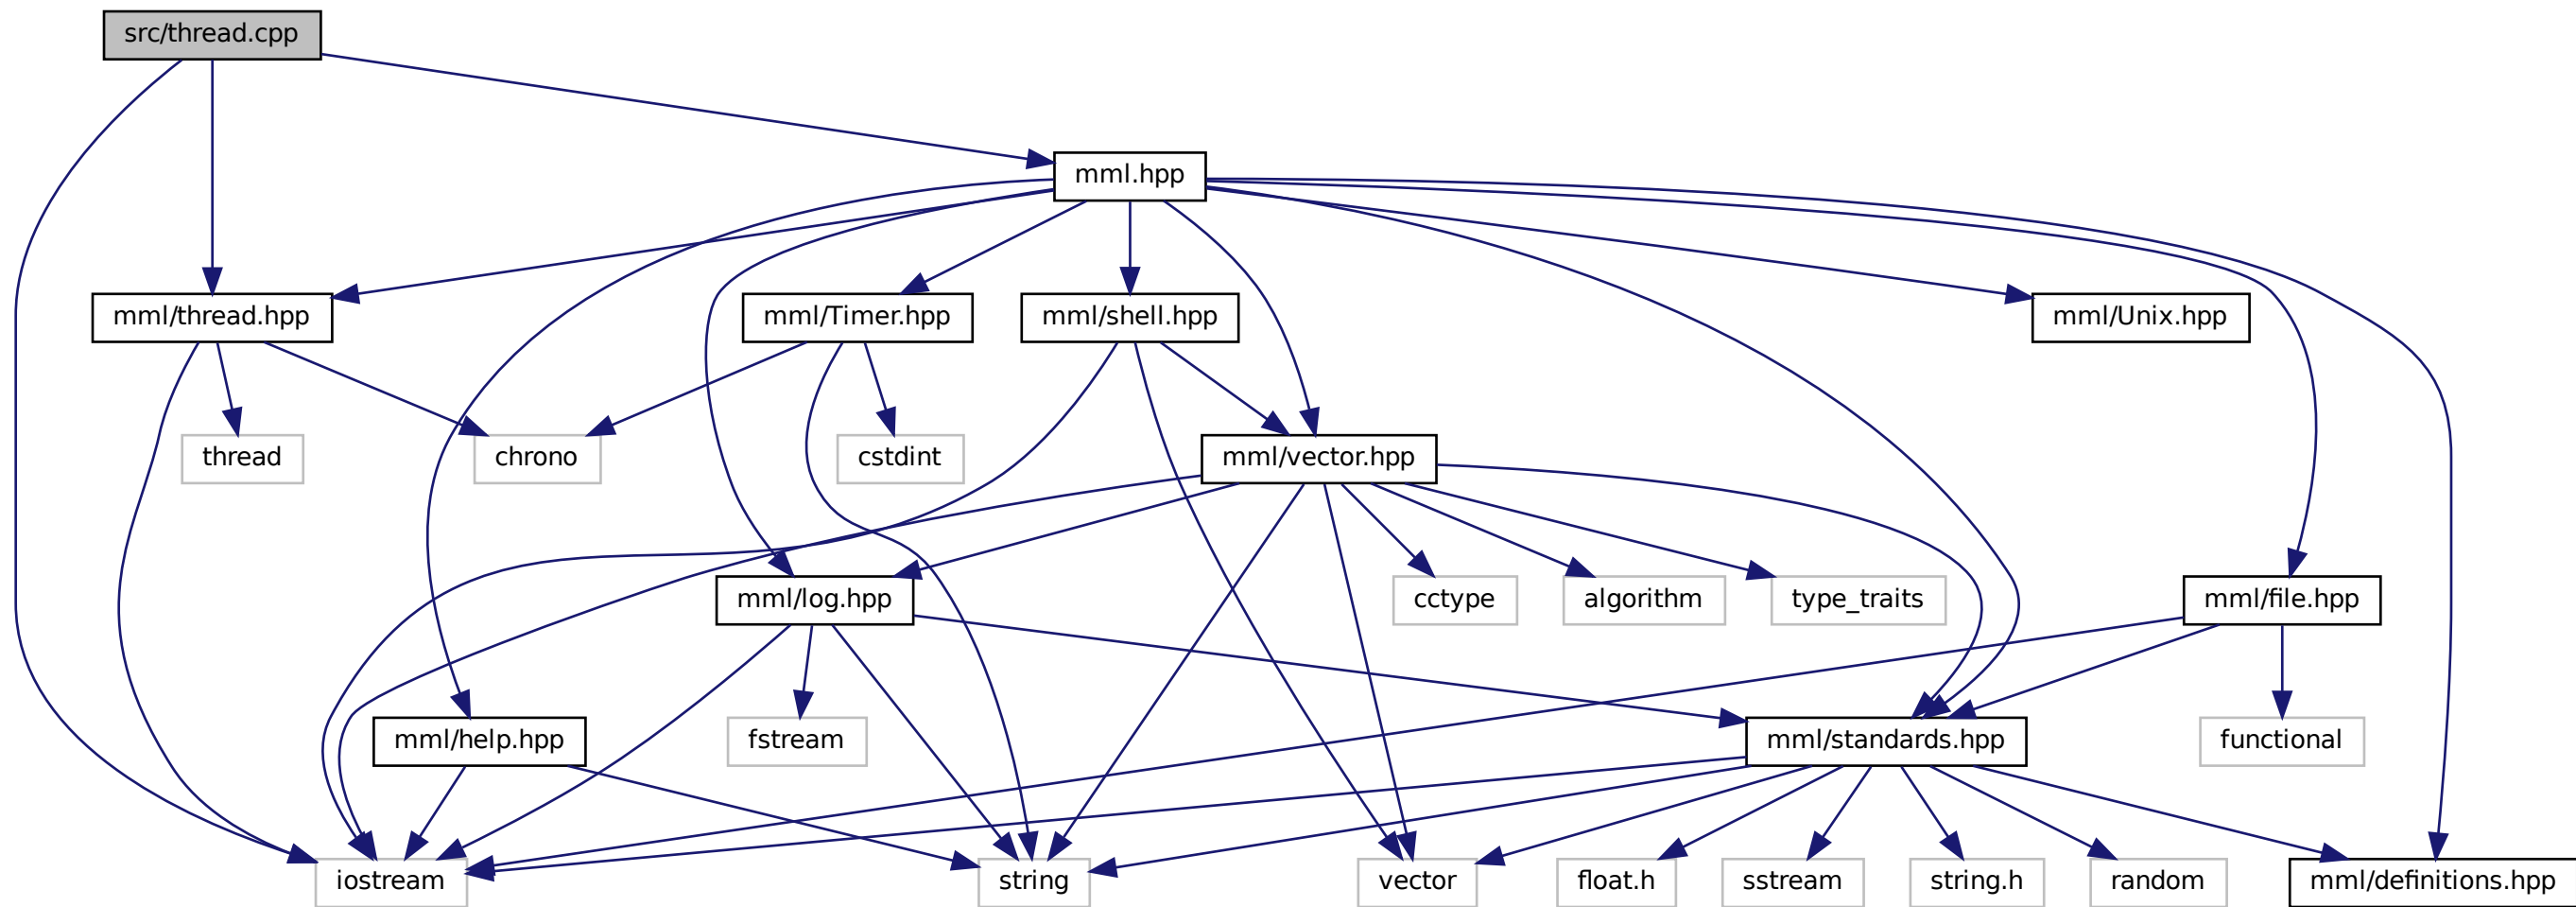 src/thread.cpp
mml.hpp
mml/thread.hpp
mml/Timer.hpp
mml/shell.hpp
mml/Unix.hpp
thread
chrono
cstdint
mml/vector.hpp
mml/log.hpp
cctype
algorithm
type_traits
mml/file.hpp
mml/help.hpp
fstream
mml/standards.hpp
functional
iostream
string
vector
float.h
sstream
string.h
random
mml/definitions.hpp